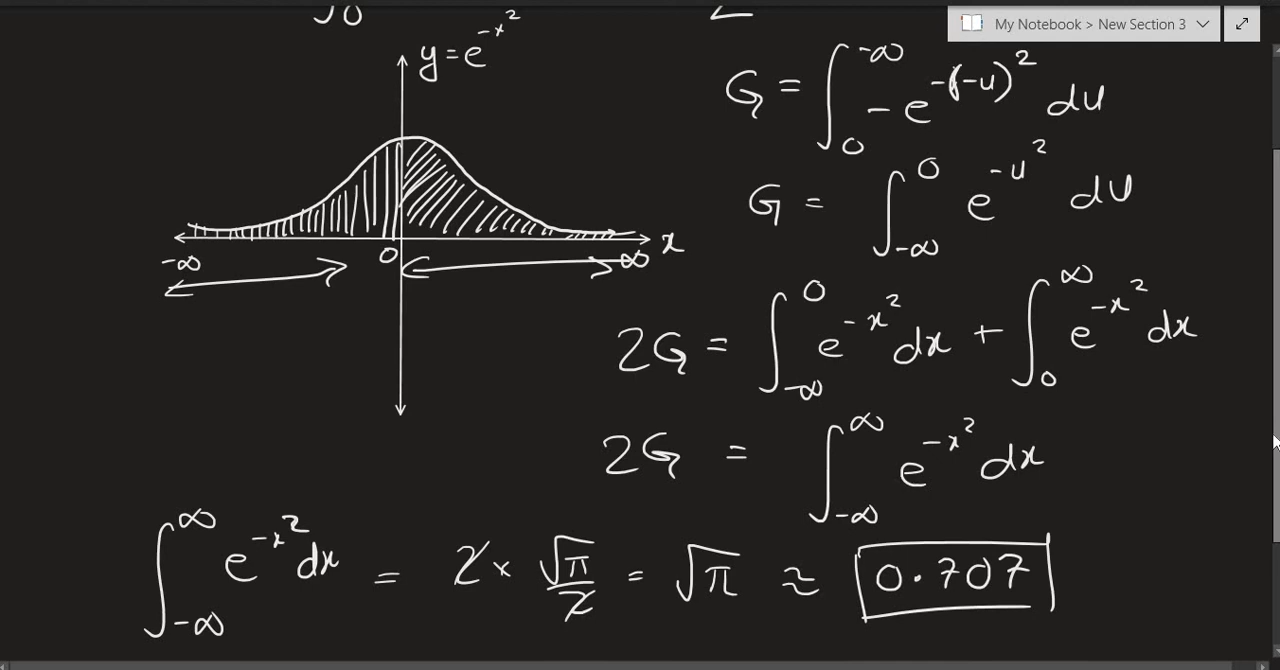 My Notebook > New Section 3
y = e^{-x^2}
-∞ 0 ∞ x
G = ∫_0^{-∞} -e^{-(-u)^2} du
G = ∫_{-∞}^0 e^{-u^2} du
2G = ∫_{-∞}^0 e^{-x^2} dx + ∫_0^∞ e^{-x^2} dx
2G = ∫_{-∞}^∞ e^{-x^2} dx
∫_{-∞}^∞ e^{-x^2} dx = 2 × √π/2 = √π ≈ 0.707